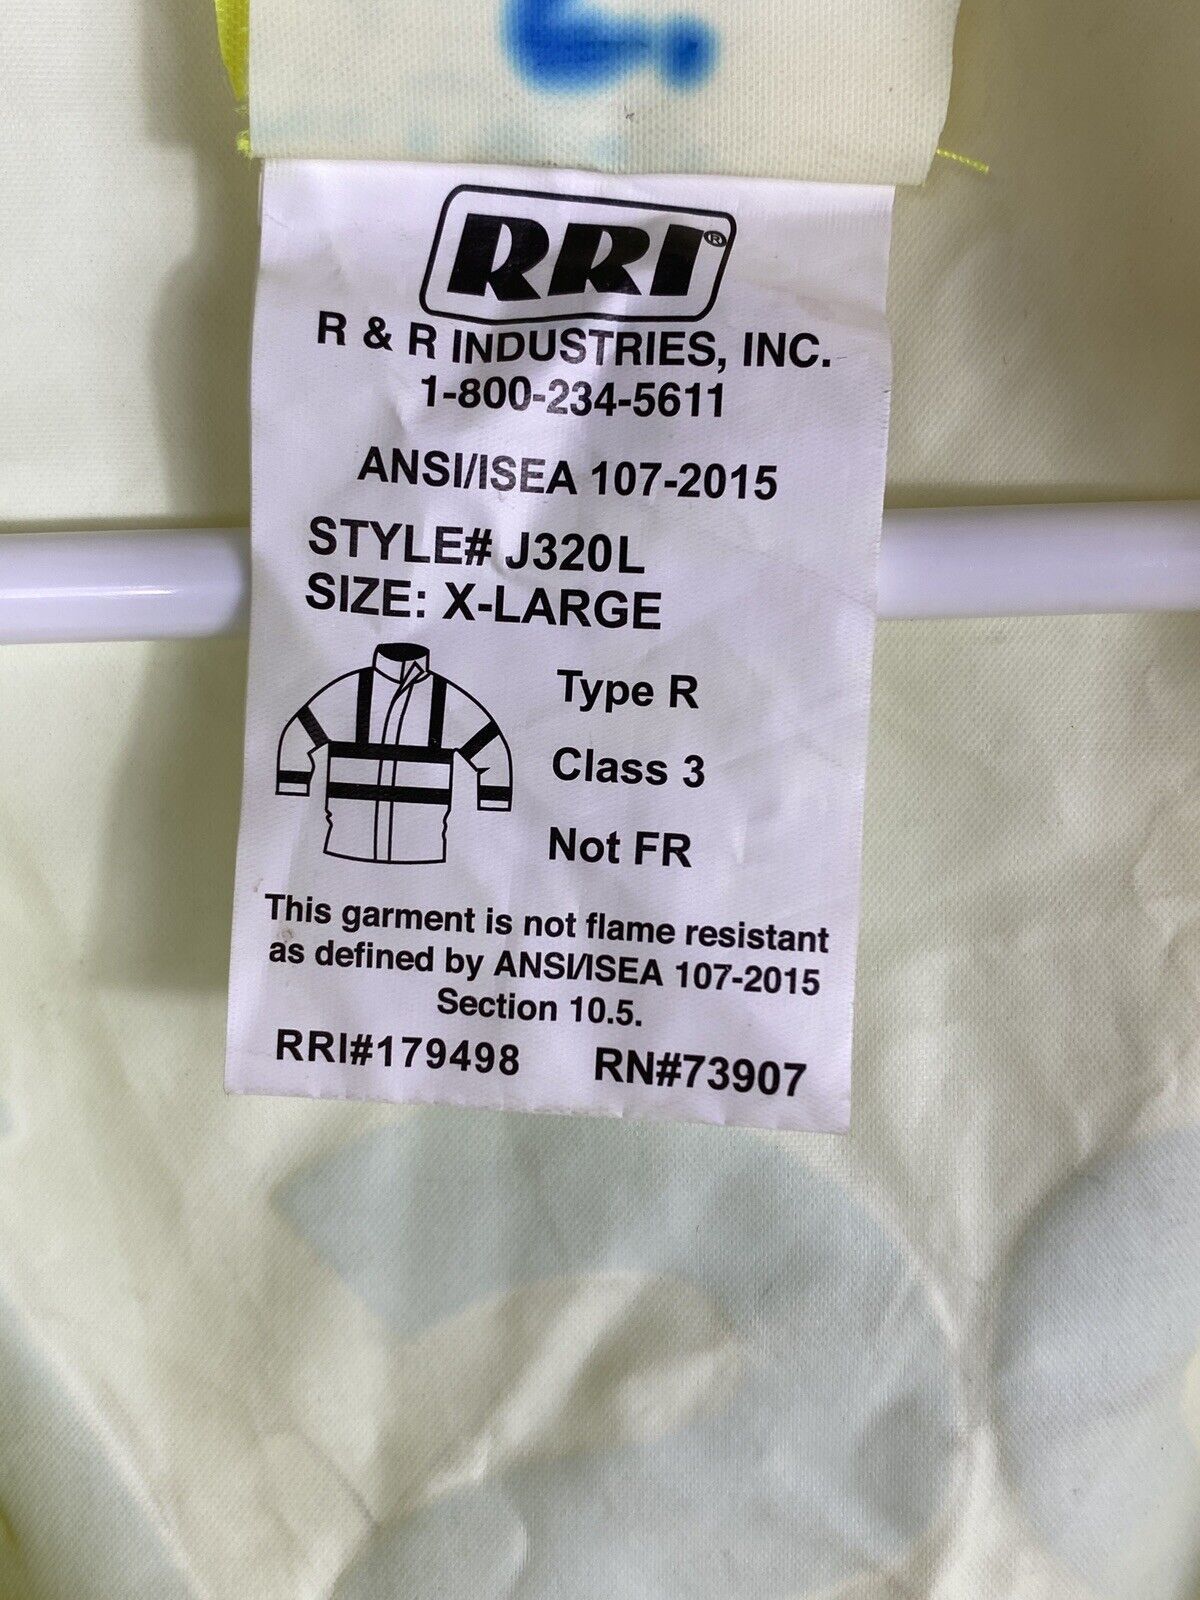 RRI®
R & R INDUSTRIES, INC.
1-800-234-5611
ANSI/ISEA 107-2015
STYLE# J320L
SIZE: X-LARGE
Type R
Class 3
Not FR
This garment is not flame resistant
as defined by ANSI/ISEA 107-2015
Section 10.5.
RRI#179498 RN#73907